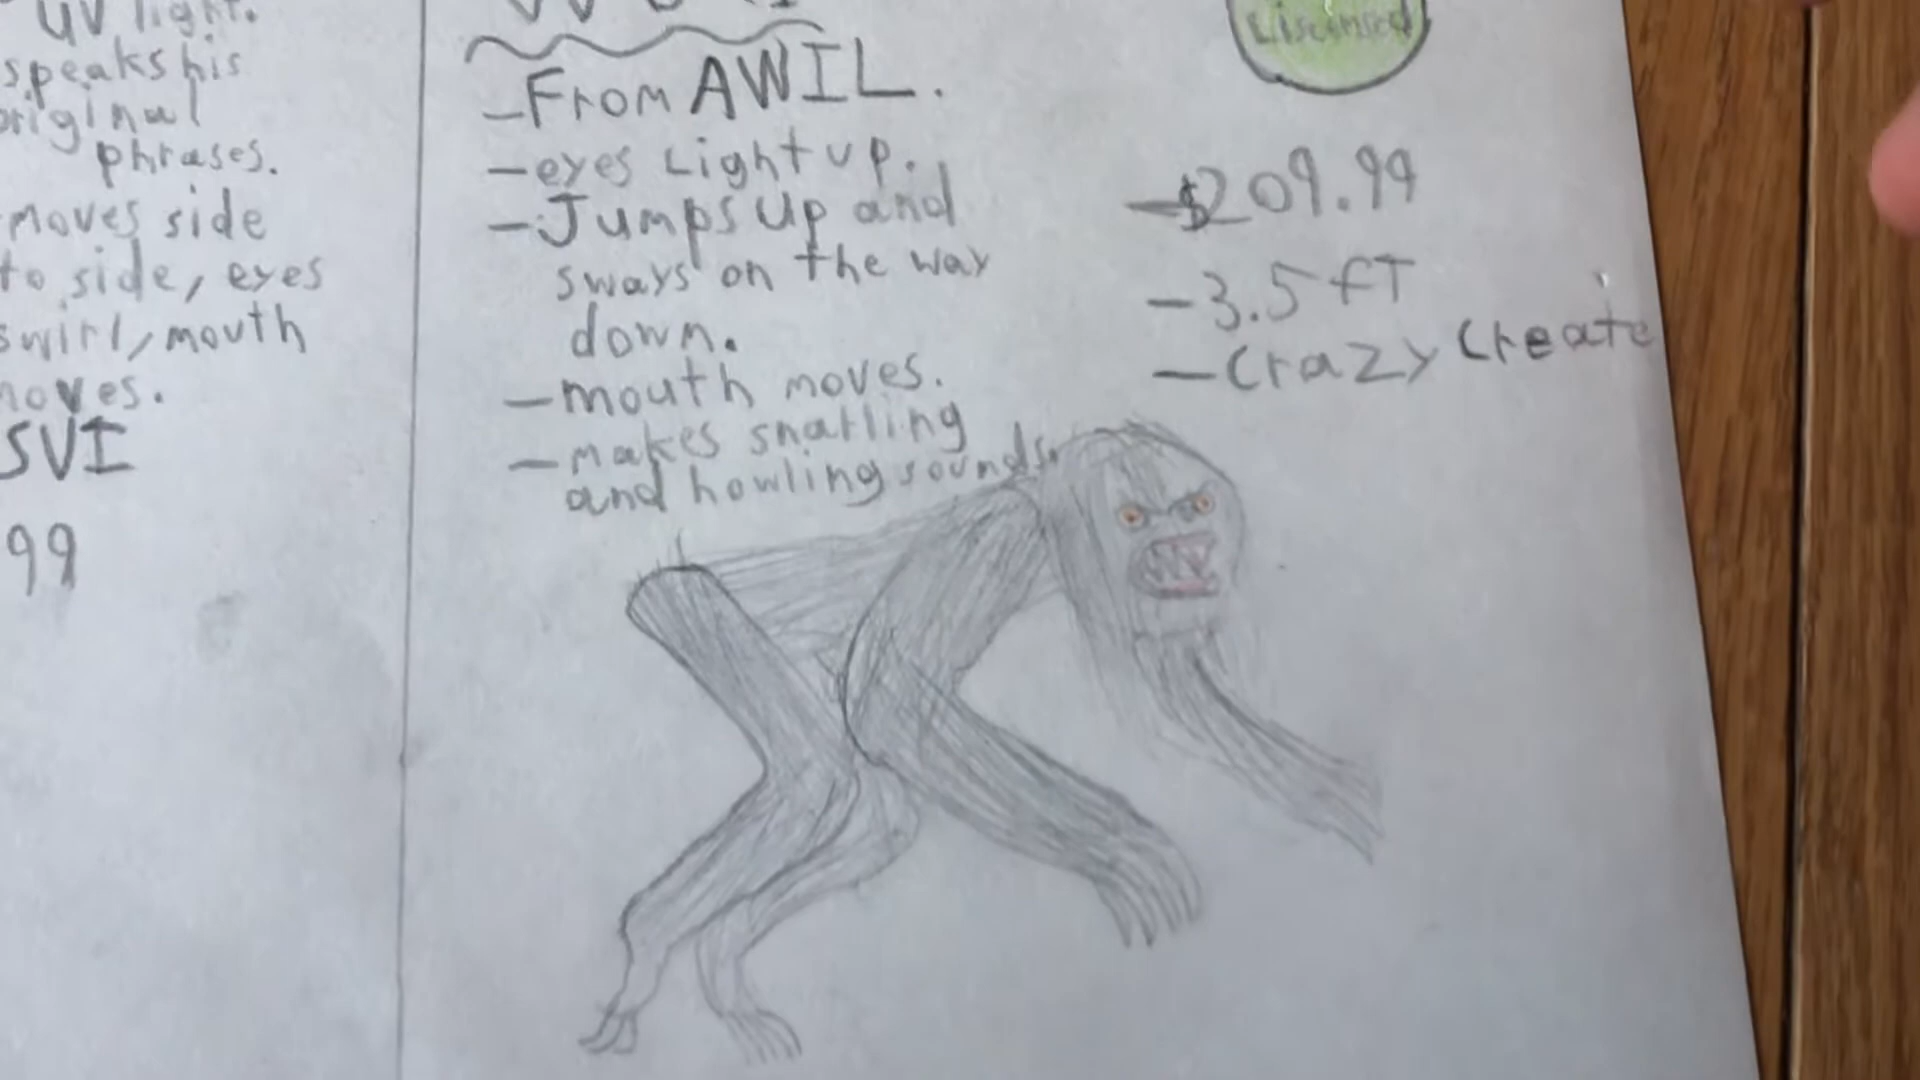 UV light.
speaks his
original
phrases.
moves side
to side, eyes
swirl/mouth
moves.
SVI
99
-From AWIL.
-eyes Light up.
-Jumps Up and
sways on the way
down.
-mouth moves.
-makes snarling
and howling sounds.
Liscensed
-$209.99
-3.5 fT
-Crazy Create